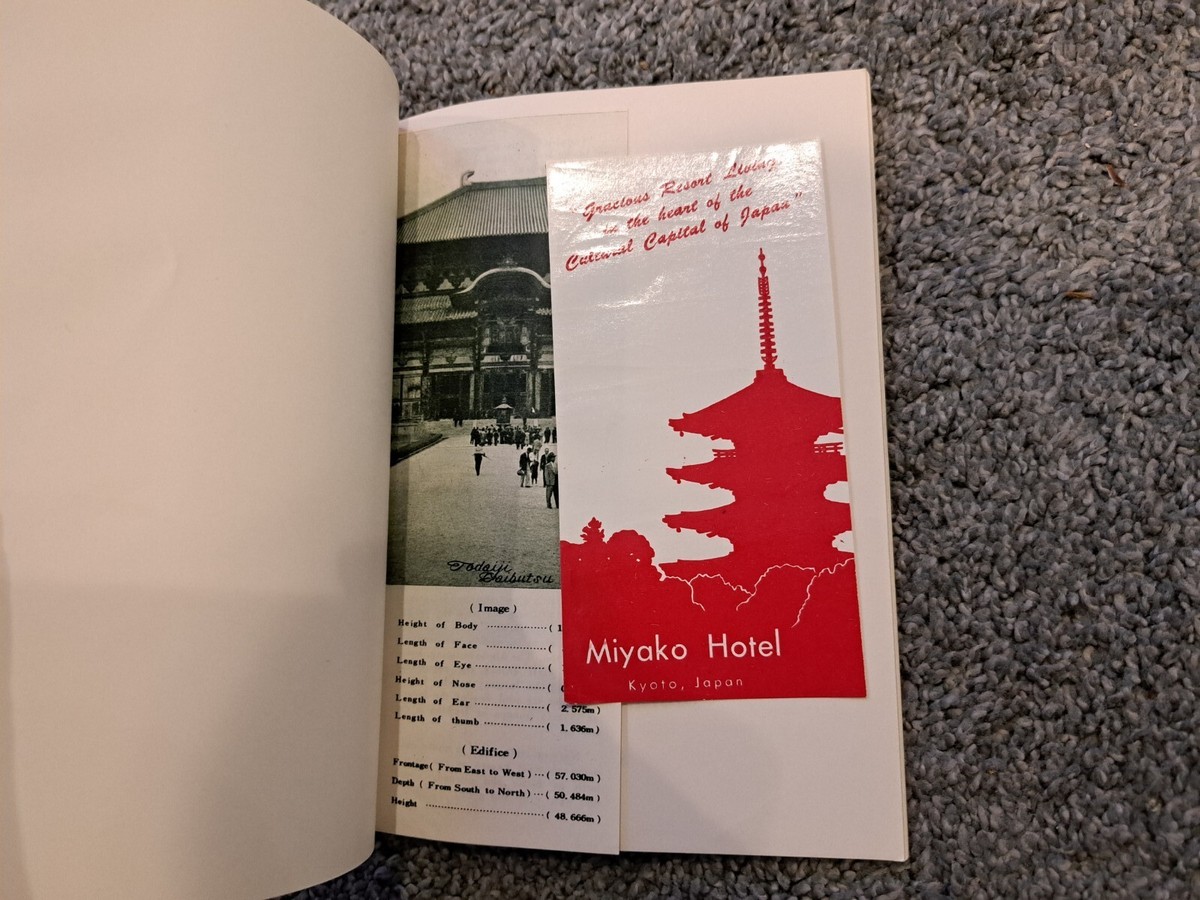 Todaiji
Daibutsu
( Image )
Height of Body ·················( 1
Length of Face ·················(
Length of Eye ·················(
Height of Nose ·················(
Length of Ear ·················( 2.575m)
Length of thumb ·················( 1.636m)
( Edifice )
Frontage( From East to West) ···( 57.030m)
Depth ( From South to North) ···( 50.484m)
Height ·································( 48.666m)
"Gracious Resort Living,
in the heart of the
Cultural Capital of Japan"
Miyako Hotel
Kyoto, Japan